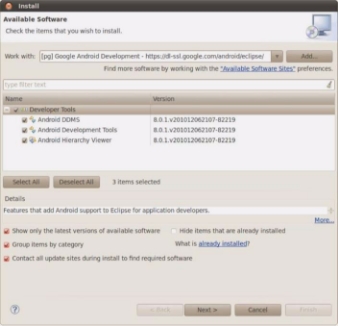 Install
Available Software
Check the items that you wish to install.
Work with: [pg] Google Android Development - https://dl-ssl.google.com/android/eclipse/ Add...
Find more software by working with the "Available Software Sites" preferences.
type filter text
Name Version
Developer Tools
Android DDMS 8.0.1.v201012062107-82219
Android Development Tools 8.0.1.v201012062107-82219
Android Hierarchy Viewer 8.0.1.v201012062107-82219
Select All Deselect All 3 items selected
Details
Features that add Android support to Eclipse for application developers.
More...
Show only the latest versions of available software Hide items that are already installed
Group items by category What is already installed?
Contact all update sites during install to find required software
? < Back Next > Cancel Finish